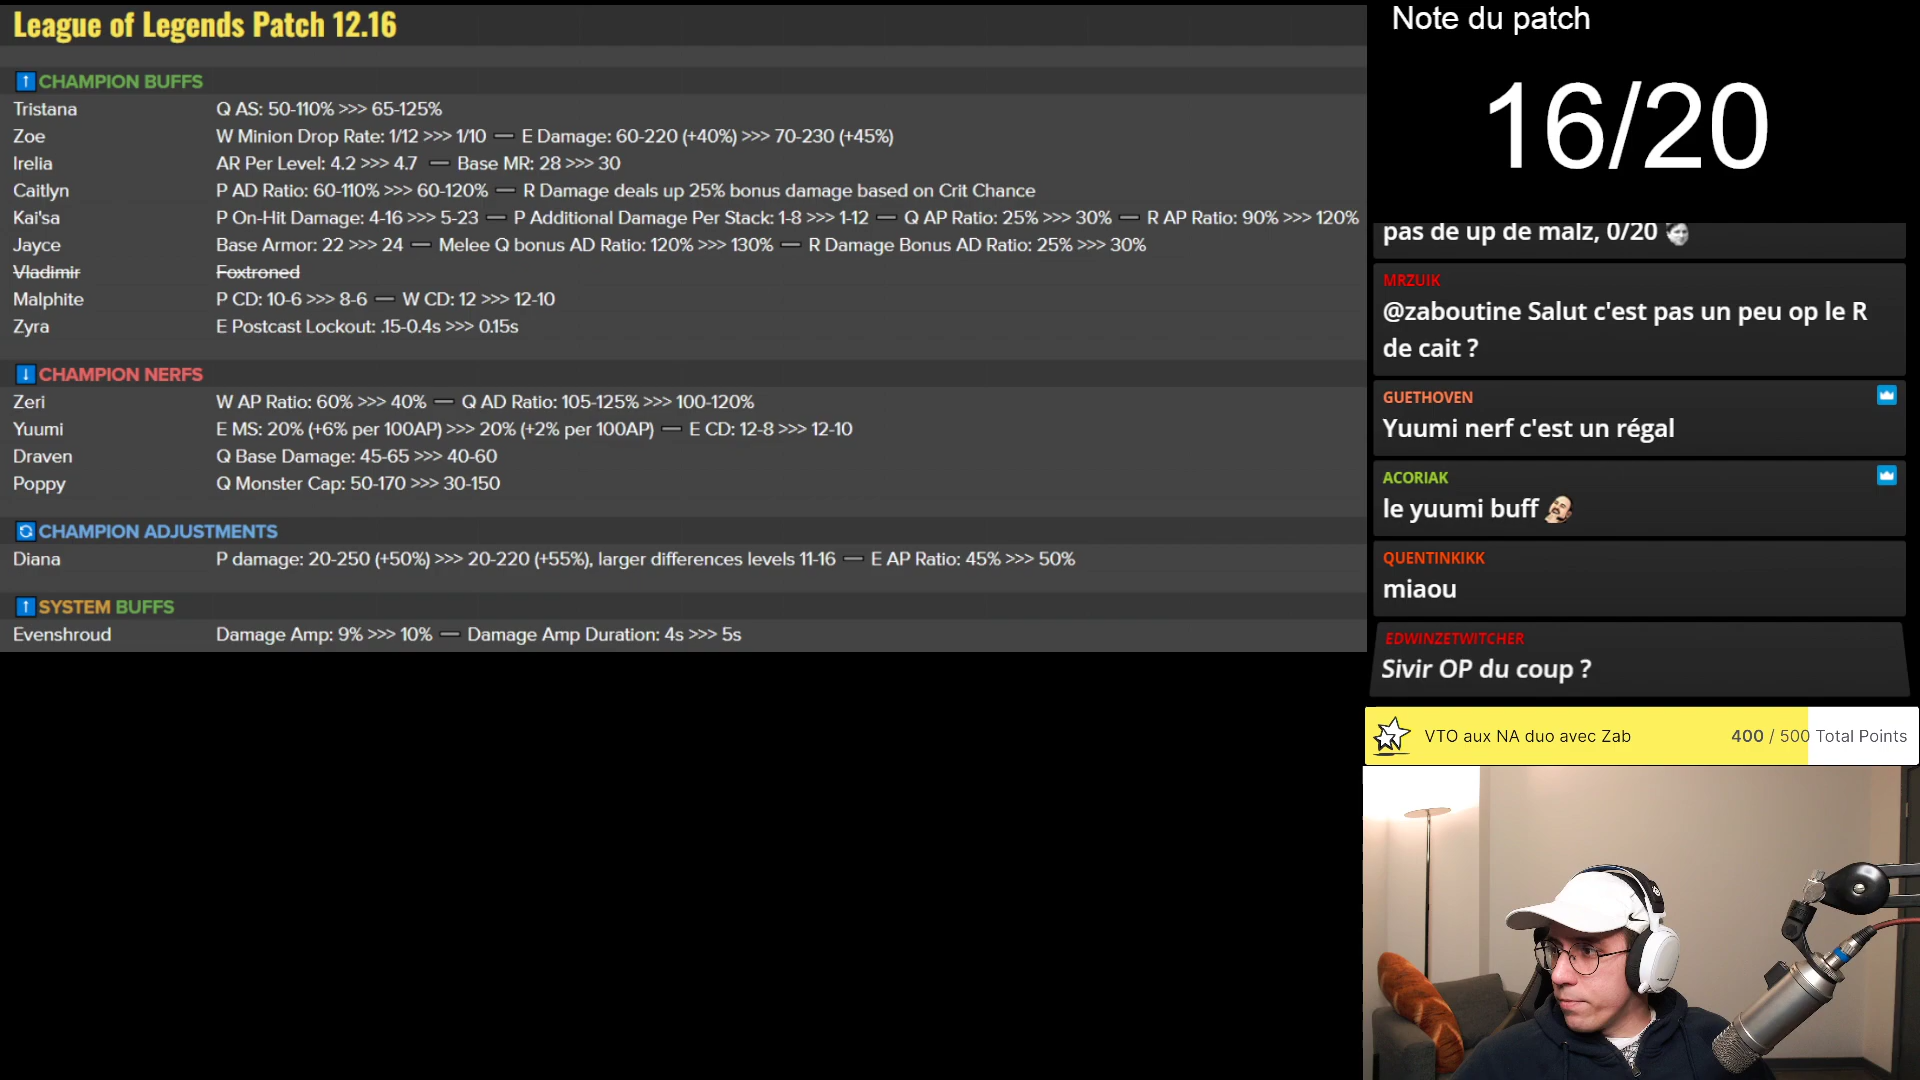 League of Legends Patch 12.16
CHAMPION BUFFS
Tristana Q AS: 50-110% >>> 65-125%
Zoe W Minion Drop Rate: 1/12 >>> 1/10 — E Damage: 60-220 (+40%) >>> 70-230 (+45%)
Irelia AR Per Level: 4.2 >>> 4.7 — Base MR: 28 >>> 30
Caitlyn P AD Ratio: 60-110% >>> 60-120% — R Damage deals up 25% bonus damage based on Crit Chance
Kai'sa P On-Hit Damage: 4-16 >>> 5-23 — P Additional Damage Per Stack: 1-8 >>> 1-12 — Q AP Ratio: 25% >>> 30% — R AP Ratio: 90% >>> 120%
Jayce Base Armor: 22 >>> 24 — Melee Q bonus AD Ratio: 120% >>> 130% — R Damage Bonus AD Ratio: 25% >>> 30%
Vladimir Foxtroned
Malphite P CD: 10-6 >>> 8-6 — W CD: 12 >>> 12-10
Zyra E Postcast Lockout: .15-0.4s >>> 0.15s
CHAMPION NERFS
Zeri W AP Ratio: 60% >>> 40% — Q AD Ratio: 105-125% >>> 100-120%
Yuumi E MS: 20% (+6% per 100AP) >>> 20% (+2% per 100AP) — E CD: 12-8 >>> 12-10
Draven Q Base Damage: 45-65 >>> 40-60
Poppy Q Monster Cap: 50-170 >>> 30-150
CHAMPION ADJUSTMENTS
Diana P damage: 20-250 (+50%) >>> 20-220 (+55%), larger differences levels 11-16 — E AP Ratio: 45% >>> 50%
SYSTEM BUFFS
Evenshroud Damage Amp: 9% >>> 10% — Damage Amp Duration: 4s >>> 5s
Note du patch
16/20
pas de up de malz, 0/20
MRZUIK
@zaboutine Salut c'est pas un peu op le R
de cait ?
GUETHOVEN
Yuumi nerf c'est un régal
ACORIAK
le yuumi buff
QUENTINKIKK
miaou
EDWINZETWITCHER
Sivir OP du coup ?
VTO aux NA duo avec Zab 400 / 500 Total Points